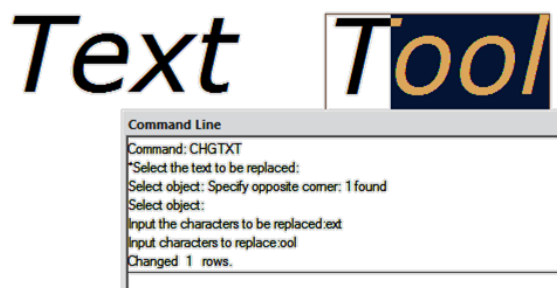 Text Tool
Command Line
Command: CHGTXT
*Select the text to be replaced:
Select object: Specify opposite corner: 1 found
Select object:
Input the characters to be replaced:ext
Input characters to replace:ool
Changed 1 rows.